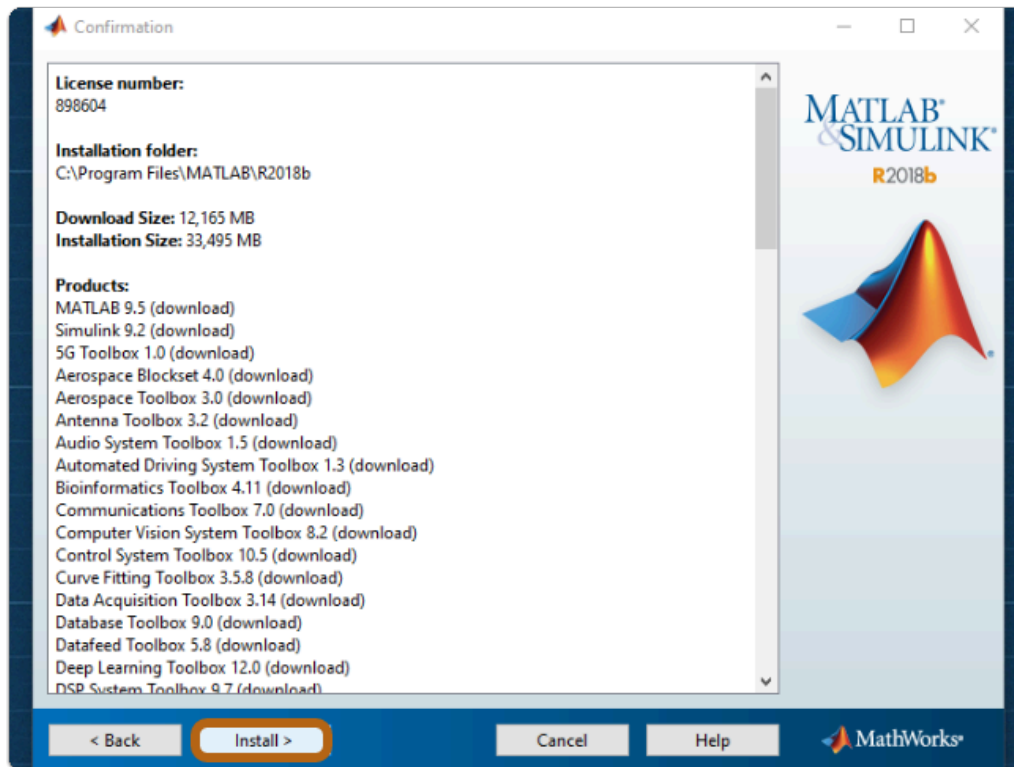 Confirmation
License number:
898604
Installation folder:
C:\Program Files\MATLAB\R2018b
Download Size: 12,165 MB
Installation Size: 33,495 MB
Products:
MATLAB 9.5 (download)
Simulink 9.2 (download)
5G Toolbox 1.0 (download)
Aerospace Blockset 4.0 (download)
Aerospace Toolbox 3.0 (download)
Antenna Toolbox 3.2 (download)
Audio System Toolbox 1.5 (download)
Automated Driving System Toolbox 1.3 (download)
Bioinformatics Toolbox 4.11 (download)
Communications Toolbox 7.0 (download)
Computer Vision System Toolbox 8.2 (download)
Control System Toolbox 10.5 (download)
Curve Fitting Toolbox 3.5.8 (download)
Data Acquisition Toolbox 3.14 (download)
Database Toolbox 9.0 (download)
Datafeed Toolbox 5.8 (download)
Deep Learning Toolbox 12.0 (download)
DSP System Toolbox 9.7 (download)
MATLAB®
&SIMULINK®
R2018b
< Back
Install >
Cancel
Help
MathWorks®